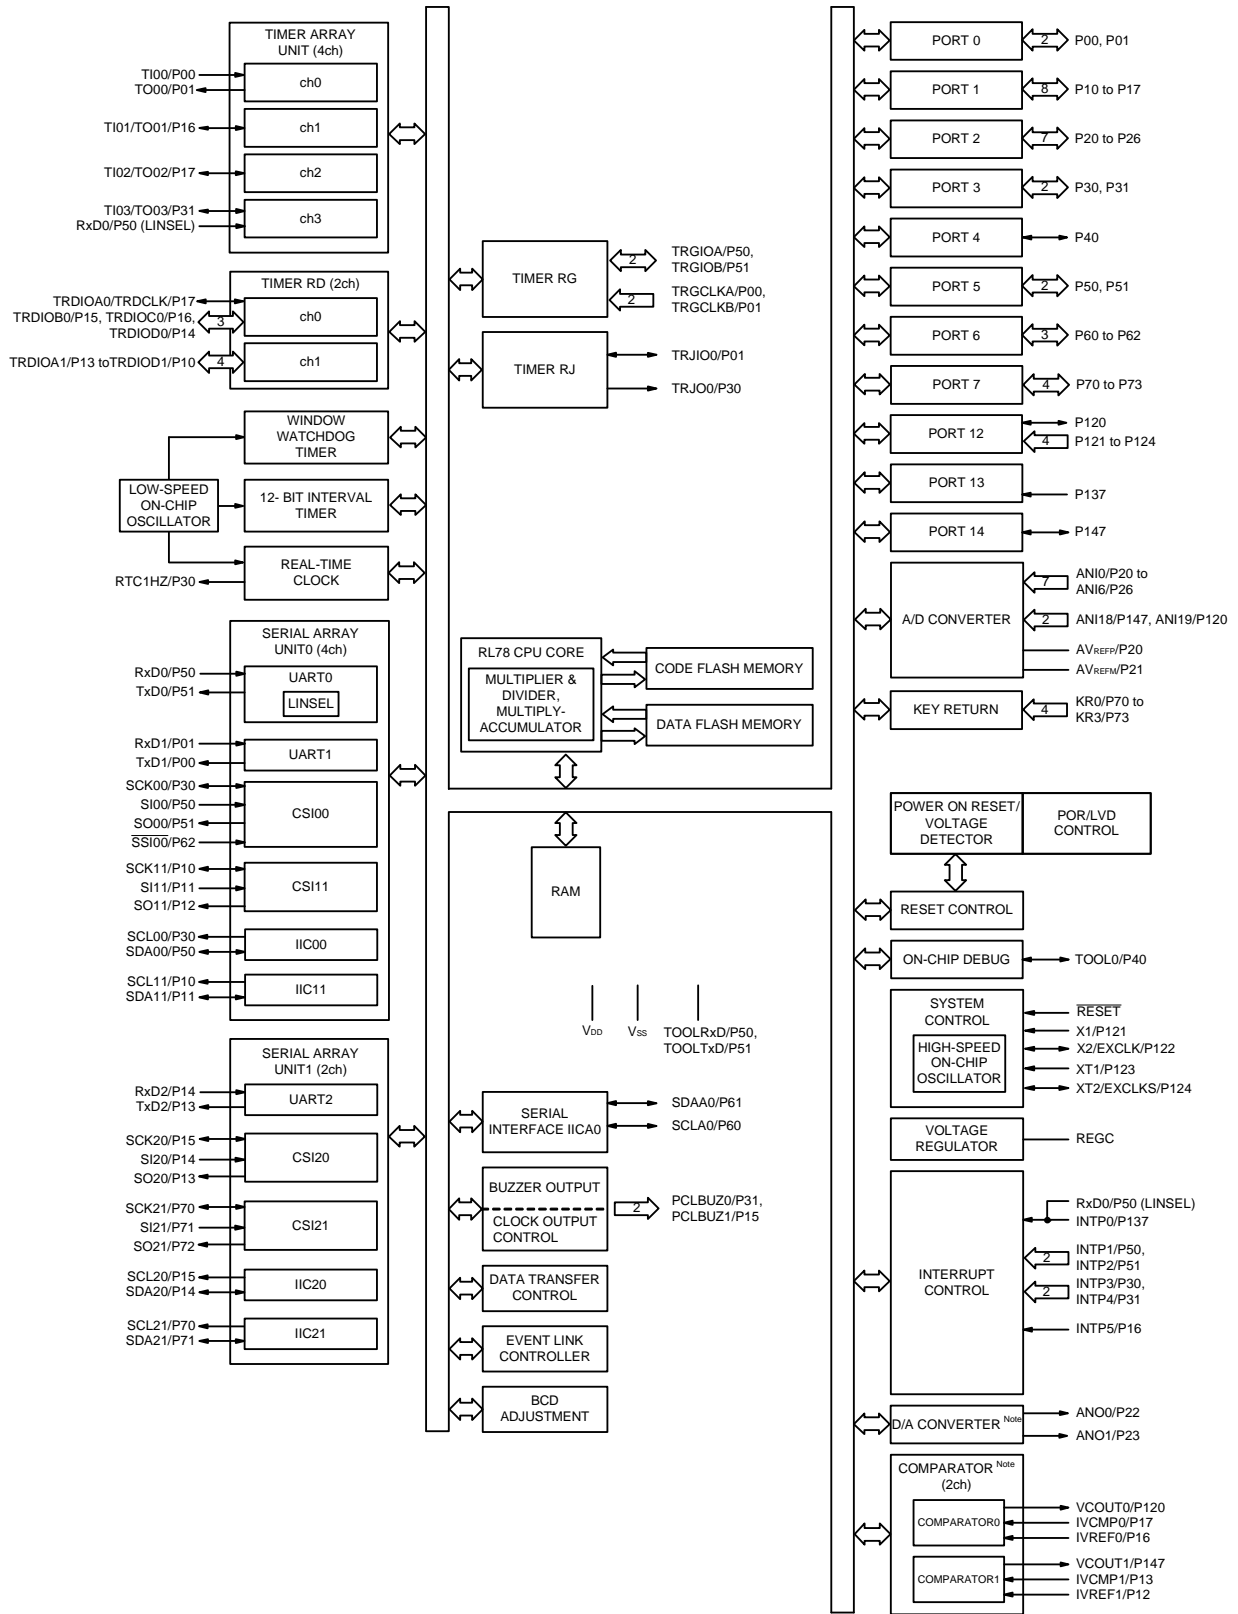 TIMER ARRAY
UNIT (4ch)
TI00/P00
TO00/P01
ch0
TI01/TO01/P16
ch1
TI02/TO02/P17
ch2
TI03/TO03/P31
RxD0/P50 (LINSEL)
ch3
TIMER RD (2ch)
TRDIOA0/TRDCLK/P17
TRDIOB0/P15, TRDIOC0/P16,
TRDIOD0/P14
3
ch0
TRDIOA1/P13 toTRDIOD1/P10
4
ch1
WINDOW
WATCHDOG
TIMER
LOW-SPEED
ON-CHIP
OSCILLATOR
12- BIT INTERVAL
TIMER
REAL-TIME
CLOCK
RTC1HZ/P30
SERIAL ARRAY
UNIT0 (4ch)
RxD0/P50
TxD0/P51
UART0
LINSEL
RxD1/P01
TxD1/P00
UART1
SCK00/P30
SI00/P50
SO00/P51
SSI00/P62
CSI00
SCK11/P10
SI11/P11
SO11/P12
CSI11
SCL00/P30
SDA00/P50
IIC00
SCL11/P10
SDA11/P11
IIC11
SERIAL ARRAY
UNIT1 (2ch)
RxD2/P14
TxD2/P13
UART2
SCK20/P15
SI20/P14
SO20/P13
CSI20
SCK21/P70
SI21/P71
SO21/P72
CSI21
SCL20/P15
SDA20/P14
IIC20
SCL21/P70
SDA21/P71
IIC21
TIMER RG
2
TRGIOA/P50,
TRGIOB/P51
2
TRGCLKA/P00,
TRGCLKB/P01
TIMER RJ
TRJIO0/P01
TRJO0/P30
RL78 CPU CORE
MULTIPLIER &
DIVIDER,
MULTIPLY-
ACCUMULATOR
CODE FLASH MEMORY
DATA FLASH MEMORY
RAM
VDD
VSS
TOOLRxD/P50,
TOOLTxD/P51
SERIAL
INTERFACE IICA0
SDAA0/P61
SCLA0/P60
BUZZER OUTPUT
CLOCK OUTPUT
CONTROL
2
PCLBUZ0/P31,
PCLBUZ1/P15
DATA TRANSFER
CONTROL
EVENT LINK
CONTROLLER
BCD
ADJUSTMENT
PORT 0
2
P00, P01
PORT 1
8
P10 to P17
PORT 2
7
P20 to P26
PORT 3
2
P30, P31
PORT 4
P40
PORT 5
2
P50, P51
PORT 6
3
P60 to P62
PORT 7
4
P70 to P73
PORT 12
P120
4
P121 to P124
PORT 13
P137
PORT 14
P147
A/D CONVERTER
7
ANI0/P20 to
ANI6/P26
2
ANI18/P147, ANI19/P120
AVREFP/P20
AVREFM/P21
KEY RETURN
4
KR0/P70 to
KR3/P73
POWER ON RESET/
VOLTAGE
DETECTOR
POR/LVD
CONTROL
RESET CONTROL
ON-CHIP DEBUG
TOOL0/P40
SYSTEM
CONTROL
HIGH-SPEED
ON-CHIP
OSCILLATOR
RESET
X1/P121
X2/EXCLK/P122
XT1/P123
XT2/EXCLKS/P124
VOLTAGE
REGULATOR
REGC
INTERRUPT
CONTROL
RxD0/P50 (LINSEL)
INTP0/P137
2
INTP1/P50,
INTP2/P51
2
INTP3/P30,
INTP4/P31
INTP5/P16
D/A CONVERTER Note
ANO0/P22
ANO1/P23
COMPARATOR Note
(2ch)
COMPARATOR0
VCOUT0/P120
IVCMP0/P17
IVREF0/P16
COMPARATOR1
VCOUT1/P147
IVCMP1/P13
IVREF1/P12